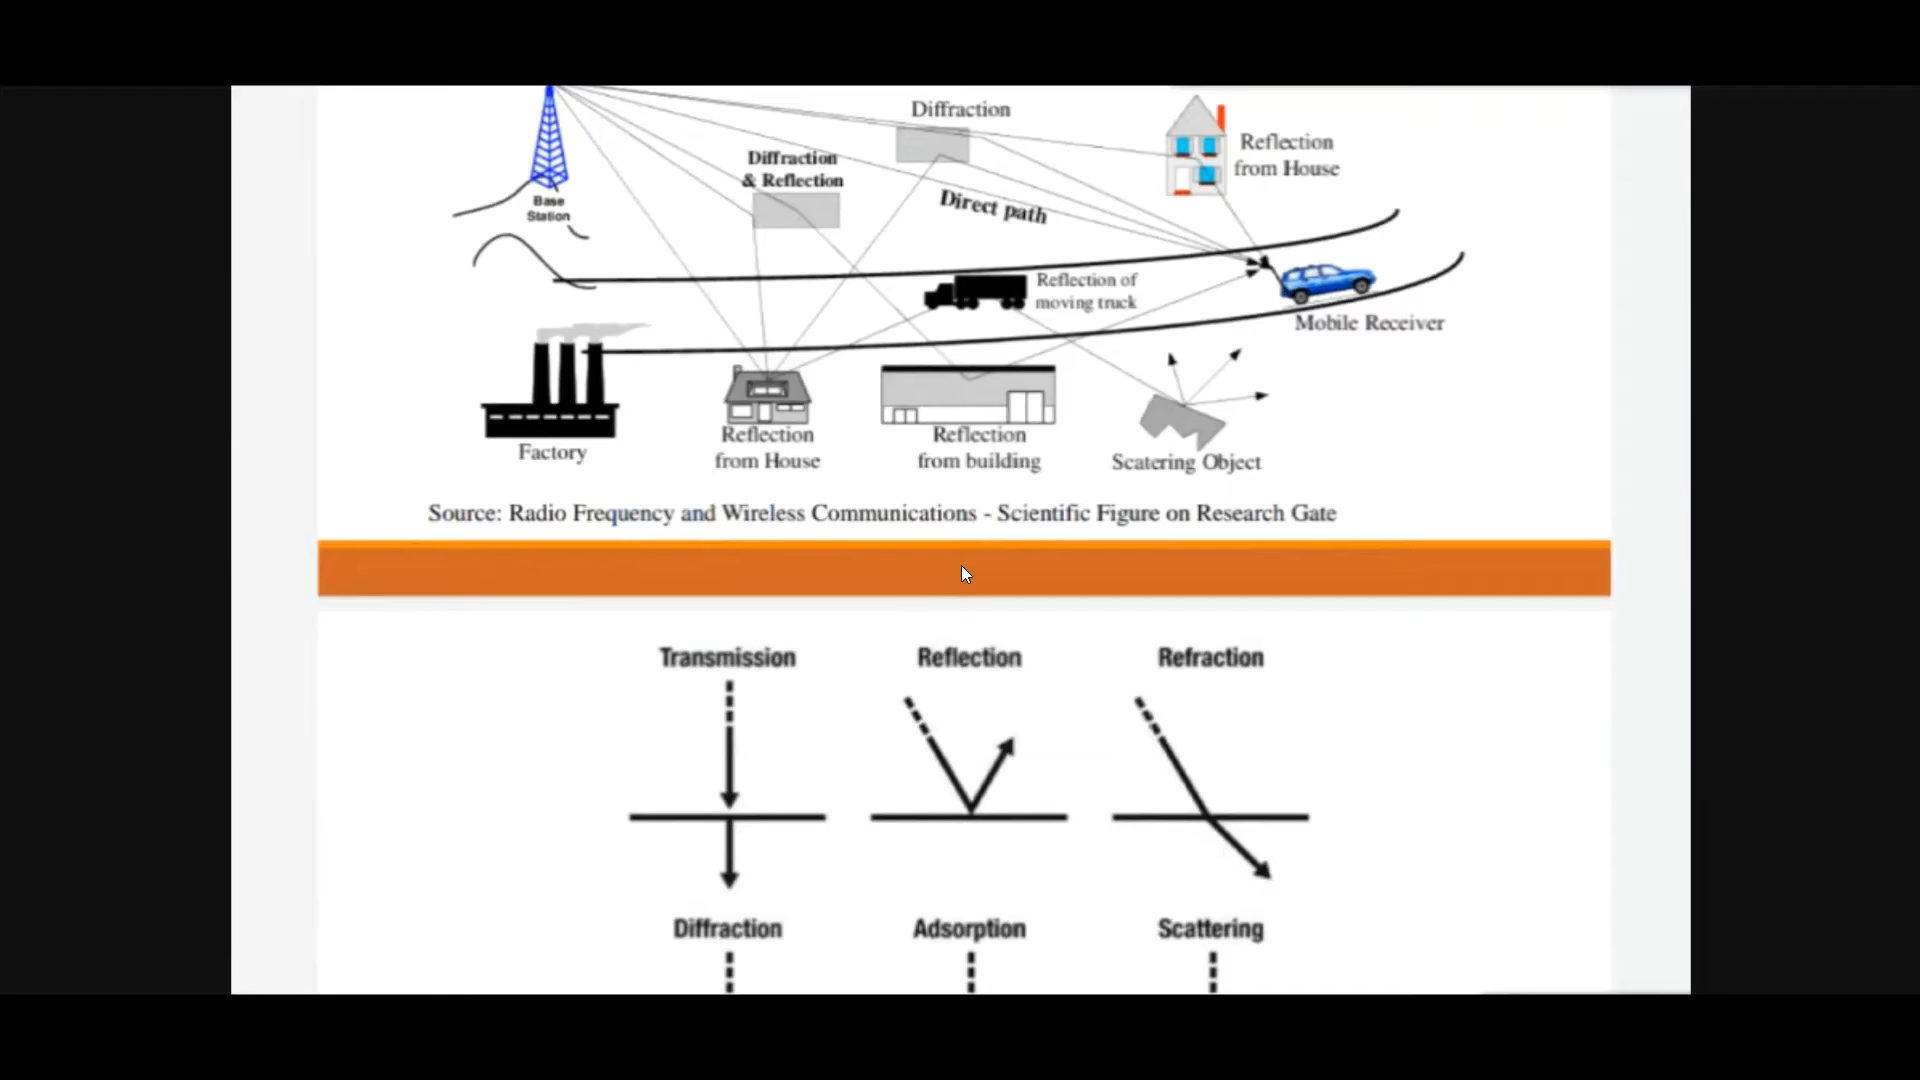 Diffraction
Reflection
from House
Diffraction
& Reflection
Direct path
Base
Station
Reflection of
moving truck
Mobile Receiver
Factory
Reflection
from House
Reflection
from building
Scatering Object
Source: Radio Frequency and Wireless Communications - Scientific Figure on Research Gate
Transmission
Reflection
Refraction
Diffraction
Adsorption
Scattering